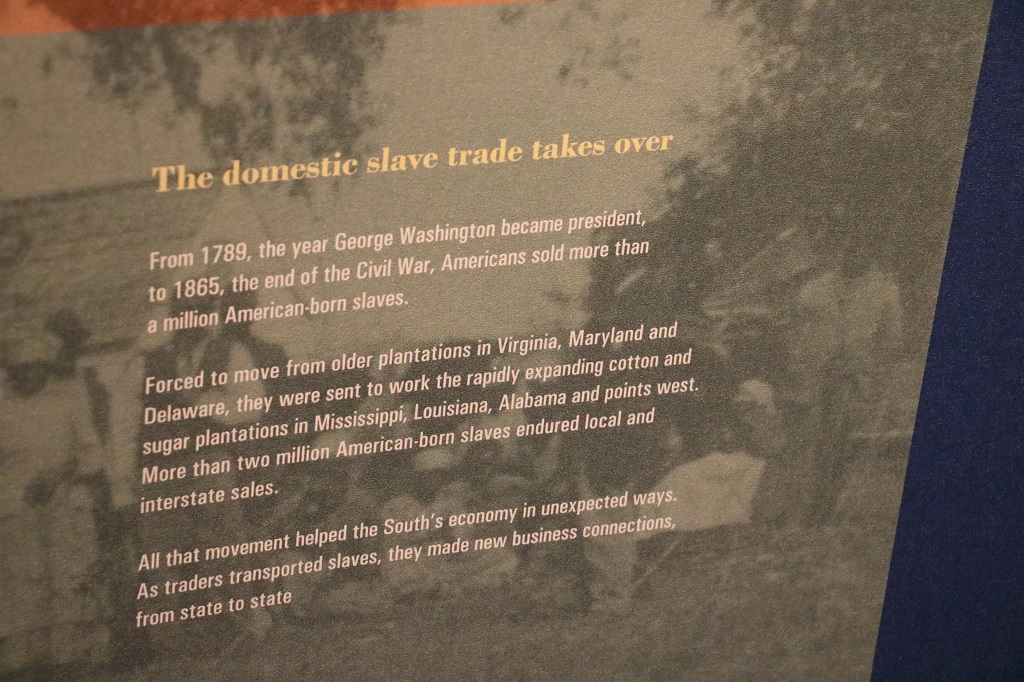 The domestic slave trade takes over
From 1789, the year George Washington became president,
to 1865, the end of the Civil War, Americans sold more than
a million American-born slaves.
Forced to move from older plantations in Virginia, Maryland and
Delaware, they were sent to work the rapidly expanding cotton and
sugar plantations in Mississippi, Louisiana, Alabama and points west.
More than two million American-born slaves endured local and
interstate sales.
All that movement helped the South's economy in unexpected ways.
As traders transported slaves, they made new business connections,
from state to state